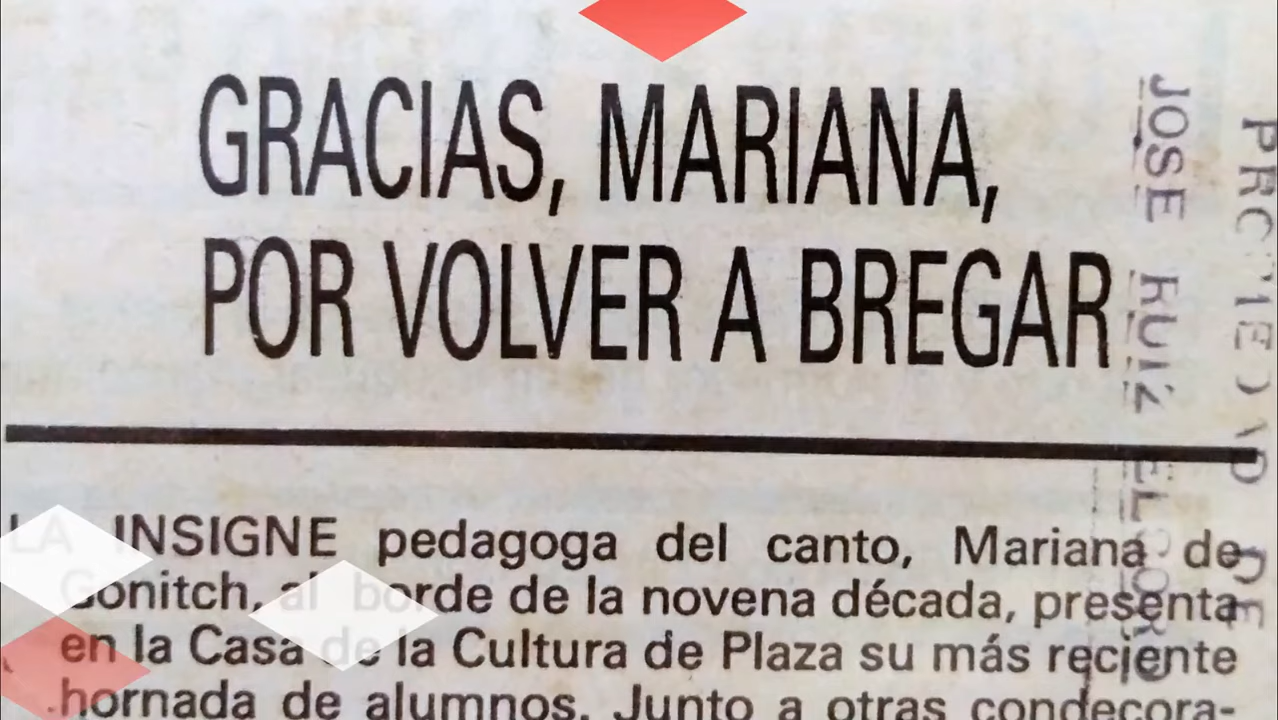 GRACIAS, MARIANA,
POR VOLVER A BREGAR
LA INSIGNE pedagoga del canto, Mariana de
Gonitch, al borde de la novena década, presenta
en la Casa de la Cultura de Plaza su más reciente
hornada de alumnos. Junto a otras condecora-
JOSE RUIZ
DE